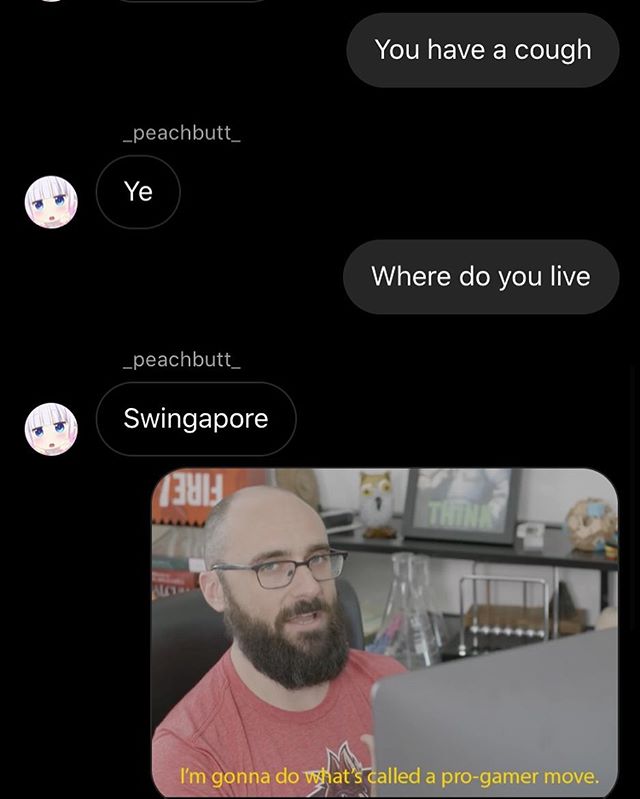 You have a cough
_peachbutt_
Ye
Where do you live
_peachbutt_
Swingapore
FIRE!
THINK
I'm gonna do what's called a pro-gamer move.